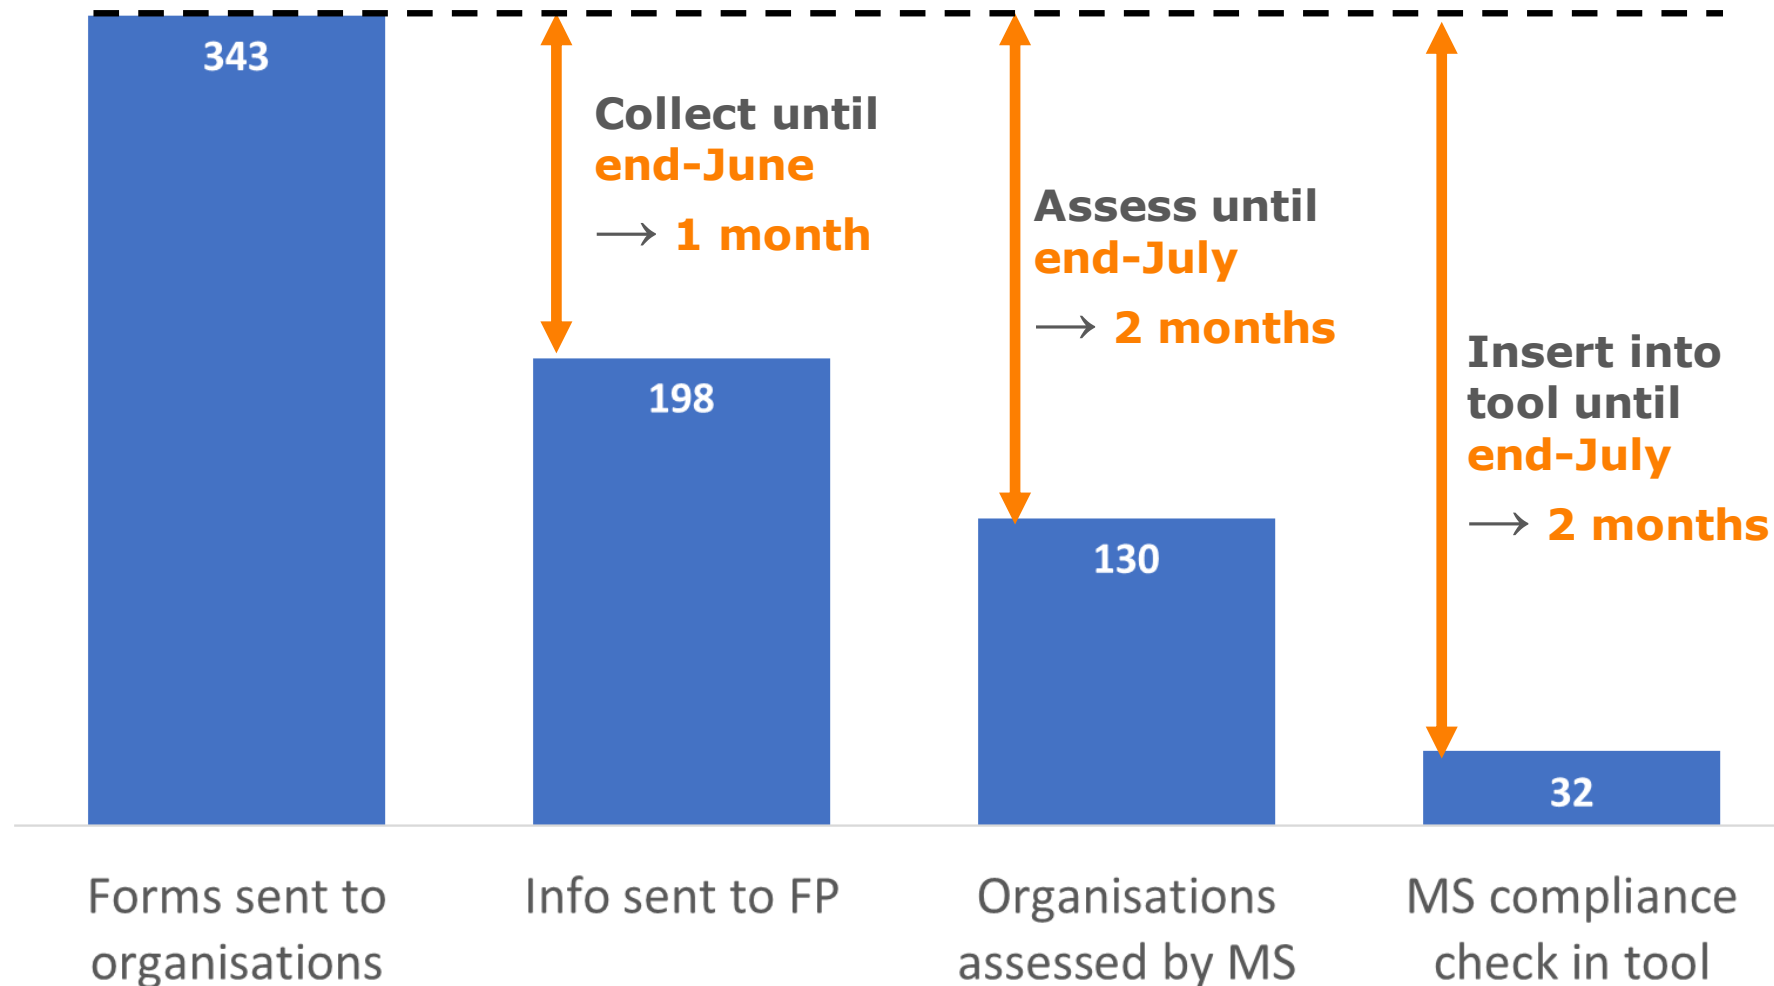 343
Collect until
end-June
→ 1 month
198
Assess until
end-July
→ 2 months
130
Insert into
tool until
end-July
→ 2 months
32
Forms sent to
organisations
Info sent to FP
Organisations
assessed by MS
MS compliance
check in tool